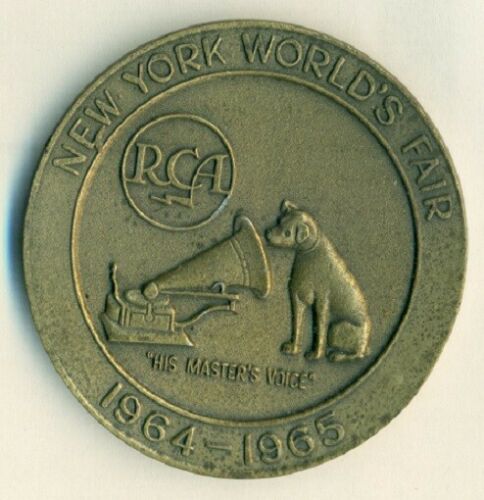 NEW YORK WORLD'S FAIR
RCA
"HIS MASTER'S VOICE"
1964-1965